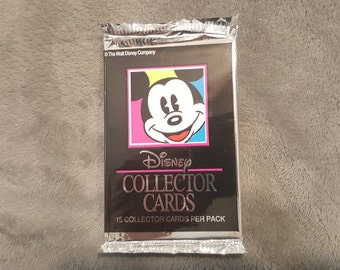 © The Walt Disney Company
Disney
COLLECTOR
CARDS
15 COLLECTOR CARDS PER PACK